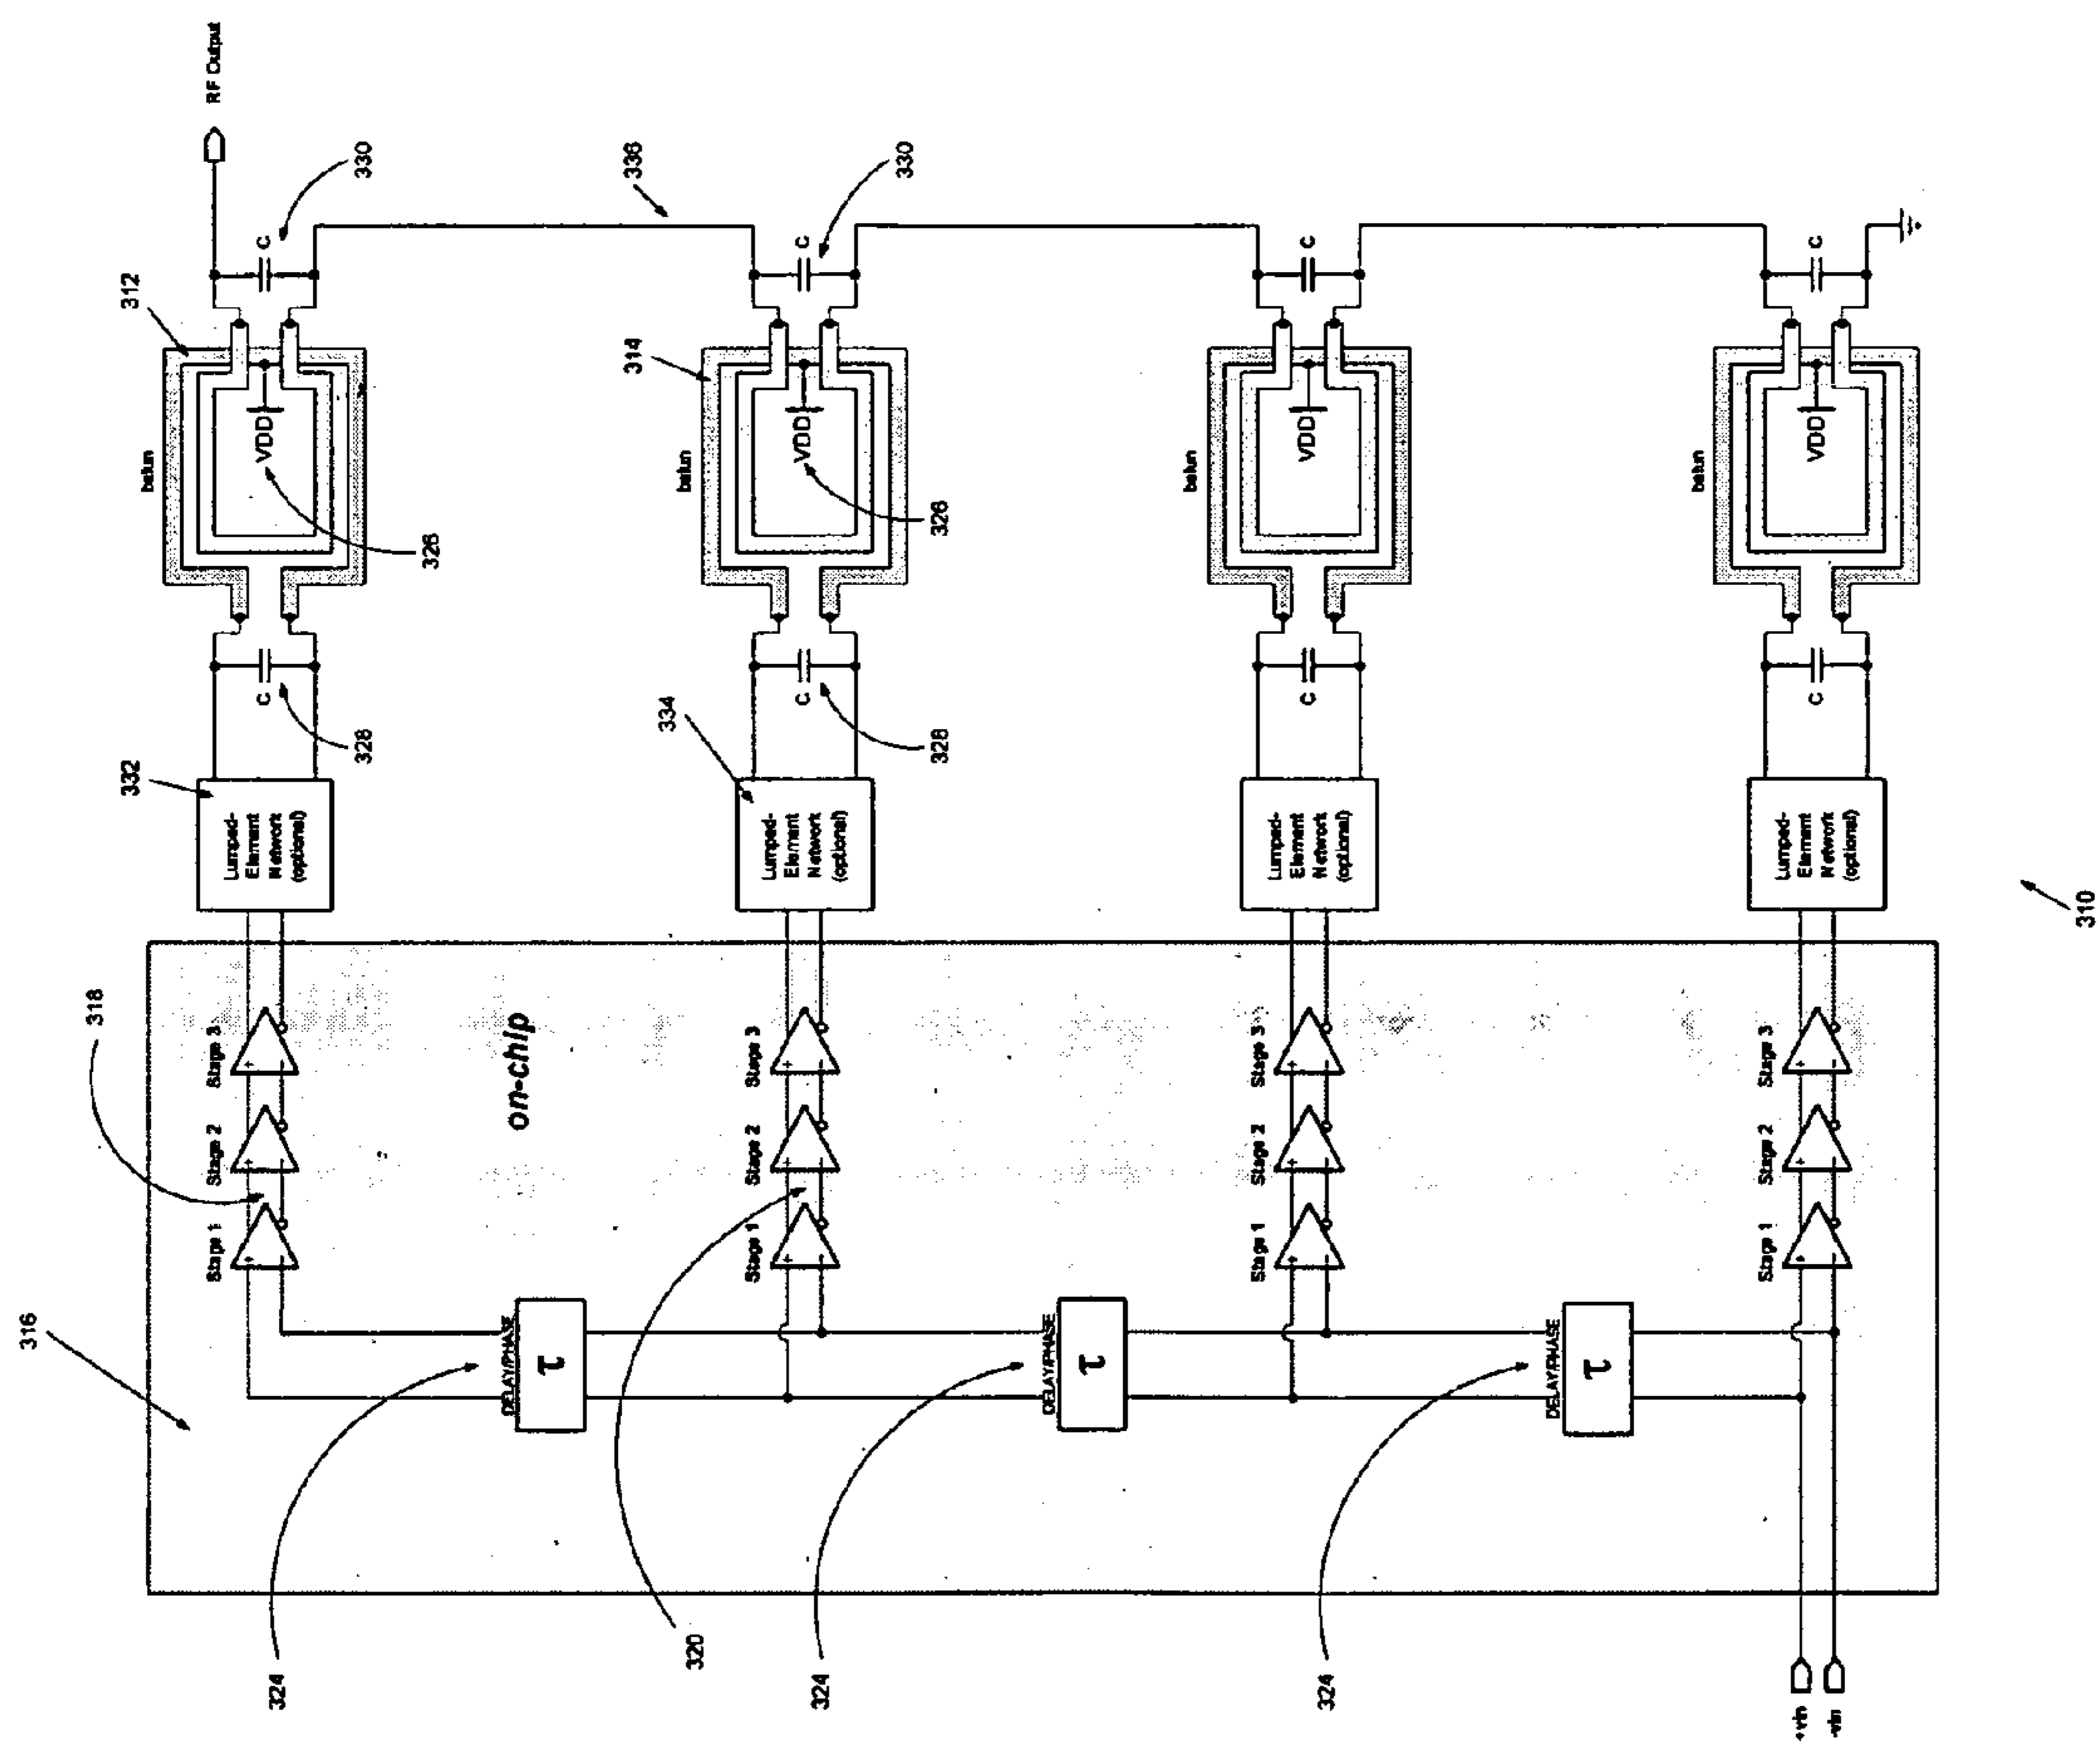 RF Output
330
336
330
C
C
C
C
312
314
VDD
VDD
VDD
VDD
balun
balun
balun
balun
326
326
C
C
C
C
328
328
332
334
Lumped-
Element
Network
(optional)
Lumped-
Element
Network
(optional)
Lumped-
Element
Network
(optional)
Lumped-
Element
Network
(optional)
310
318
on-chip
Stage 3
Stage 3
Stage 3
Stage 3
Stage 2
Stage 2
Stage 2
Stage 2
Stage 1
Stage 1
Stage 1
Stage 1
316
DELAY/PHASE
τ
DELAY/PHASE
τ
DELAY/PHASE
τ
324
320
324
324
+vin
-vin